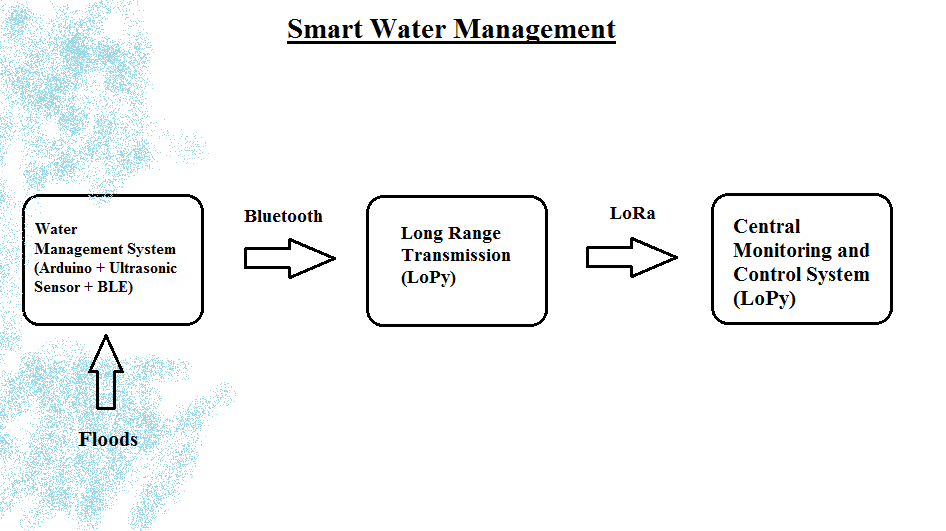 Smart Water Management
Water
Management System
(Arduino + Ultrasonic
Sensor + BLE)
Bluetooth
Long Range
Transmission
(LoPy)
LoRa
Central
Monitoring and
Control System
(LoPy)
Floods